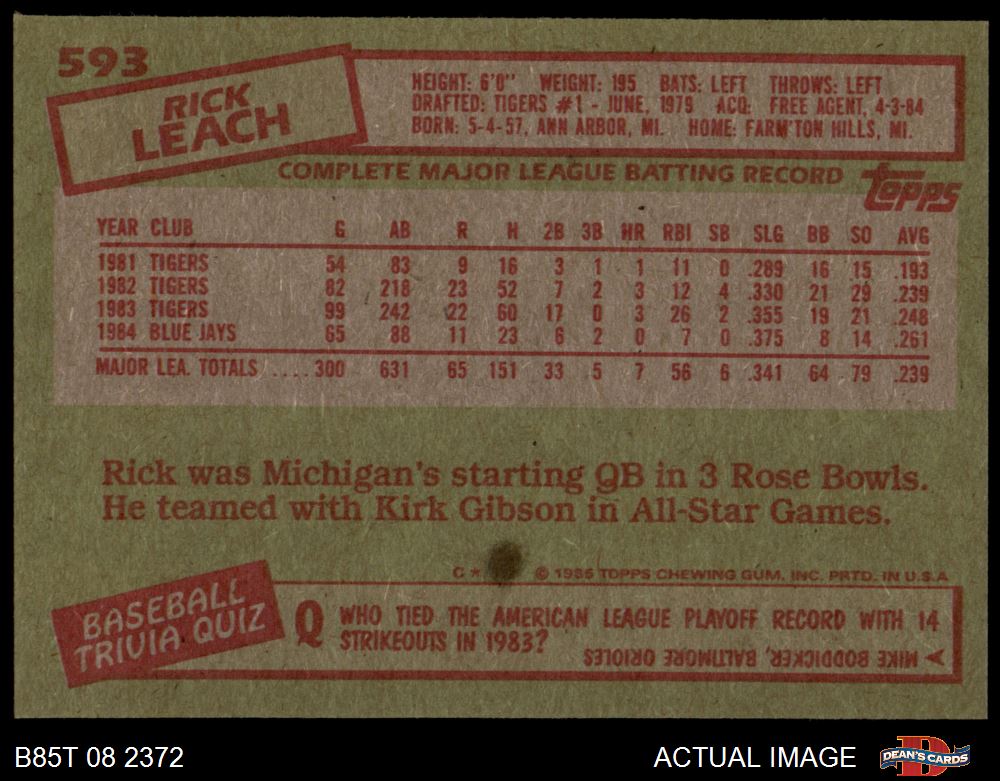 593
RICK
LEACH
HEIGHT: 6'0" WEIGHT: 195 BATS: LEFT THROWS: LEFT
DRAFTED: TIGERS #1 - JUNE, 1979 ACQ: FREE AGENT, 4-3-84
BORN: 5-4-57, ANN ARBOR, MI. HOME: FARM'TON HILLS, MI.
COMPLETE MAJOR LEAGUE BATTING RECORD
topps
YEAR CLUB G AB R H 2B 3B HR RBI SB SLG BB SO AVG
1981 TIGERS 54 83 9 16 3 1 1 11 0 .289 16 15 .193
1982 TIGERS 82 218 23 52 7 2 3 12 4 .330 21 29 .239
1983 TIGERS 99 242 22 60 17 0 3 26 2 .355 19 21 .248
1984 BLUE JAYS 65 88 11 23 6 2 0 7 0 .375 8 14 .261
MAJOR LEA. TOTALS .... 300 631 65 151 33 5 7 56 6 .341 64 79 .239
Rick was Michigan's starting QB in 3 Rose Bowls.
He teamed with Kirk Gibson in All-Star Games.
C * © 1985 TOPPS CHEWING GUM, INC. PRTD. IN U.S.A
BASEBALL
TRIVIA QUIZ
Q WHO TIED THE AMERICAN LEAGUE PLAYOFF RECORD WITH 14
STRIKEOUTS IN 1983?
A MIKE BODDICKER, BALTIMORE ORIOLES
B85T 08 2372
ACTUAL IMAGE
DEAN'S CARDS